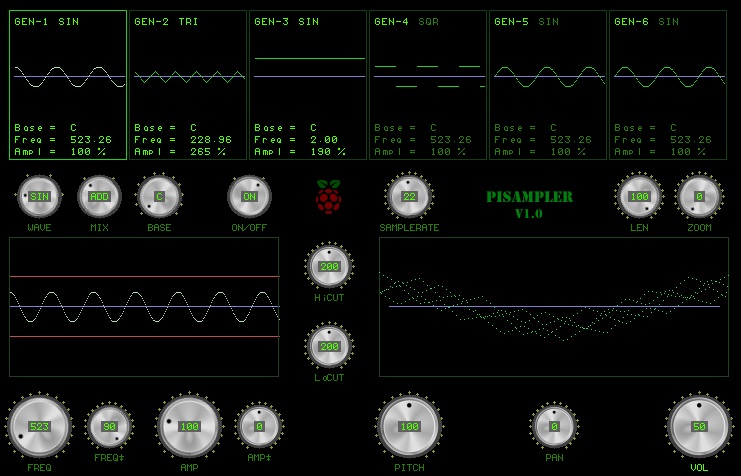 GEN-1 SIN
Base = C
Freq = 523.26
Ampl = 100 %
GEN-2 TRI
Base = C
Freq = 228.96
Ampl = 265 %
GEN-3 SIN
Base = C
Freq = 2.00
Ampl = 190 %
GEN-4 SQR
Base = C
Freq = 523.26
Ampl = 100 %
GEN-5 SIN
Base = C
Freq = 523.26
Ampl = 100 %
GEN-6 SIN
Base = C
Freq = 523.26
Ampl = 100 %
SIN
WAVE
ADD
MIX
C
BASE
ON
ON/OFF
22
SAMPLERATE
PISAMPLER
V1.0
100
LEN
0
ZOOM
200
HiCUT
200
LoCUT
523
FREQ
90
FREQ‡
100
AMP
0
AMP‡
100
PITCH
0
PAN
50
VOL